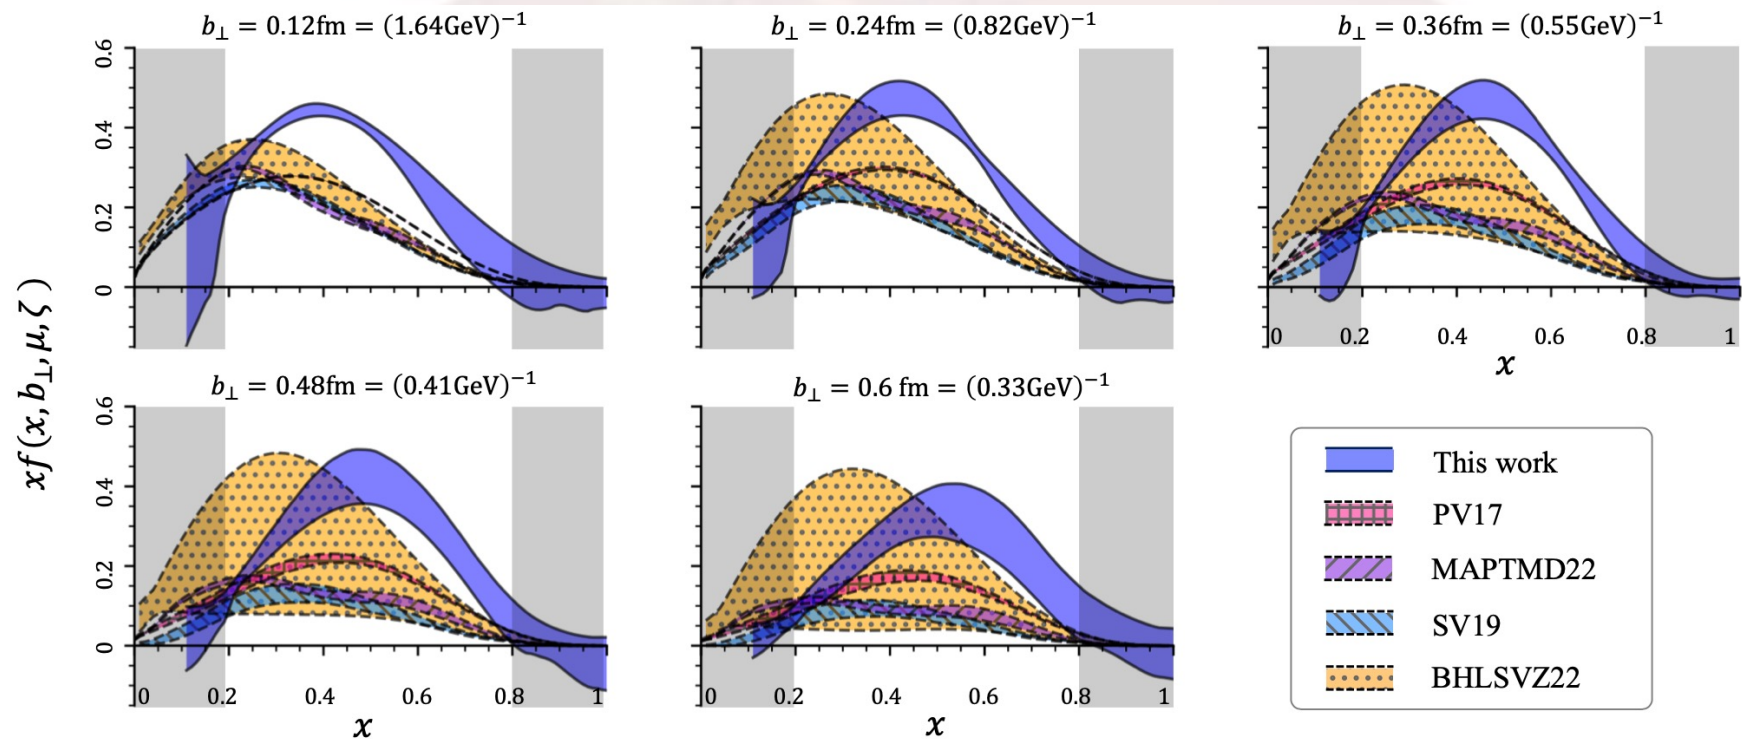 b⊥ = 0.12fm = (1.64GeV)⁻¹
b⊥ = 0.24fm = (0.82GeV)⁻¹
b⊥ = 0.36fm = (0.55GeV)⁻¹
0.6
0.4
0.2
0
0 0.2 0.4 0.6 0.8 1
x
xf(x, b⊥, μ, ζ)
b⊥ = 0.48fm = (0.41GeV)⁻¹
b⊥ = 0.6 fm = (0.33GeV)⁻¹
0.6
0.4
0.2
0
0 0.2 0.4 0.6 0.8 1
x
0 0.2 0.4 0.6 0.8 1
x
This work
PV17
MAPTMD22
SV19
BHLSVZ22